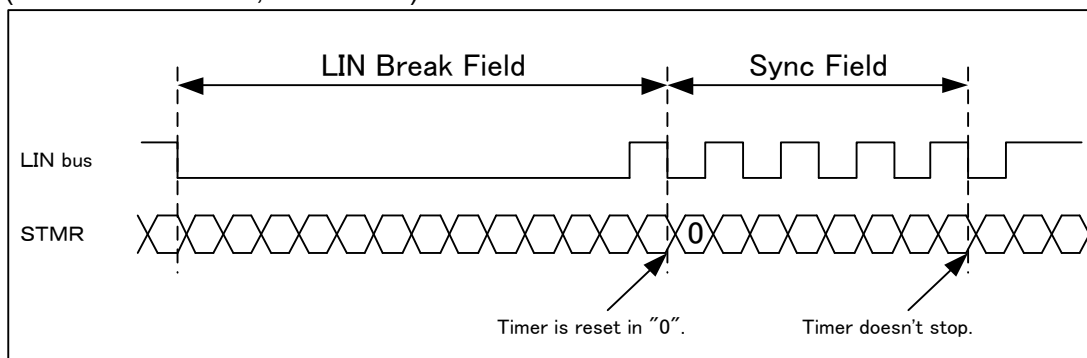 LIN Break Field
Sync Field
LIN bus
STMR
0
Timer is reset in "0".
Timer doesn't stop.